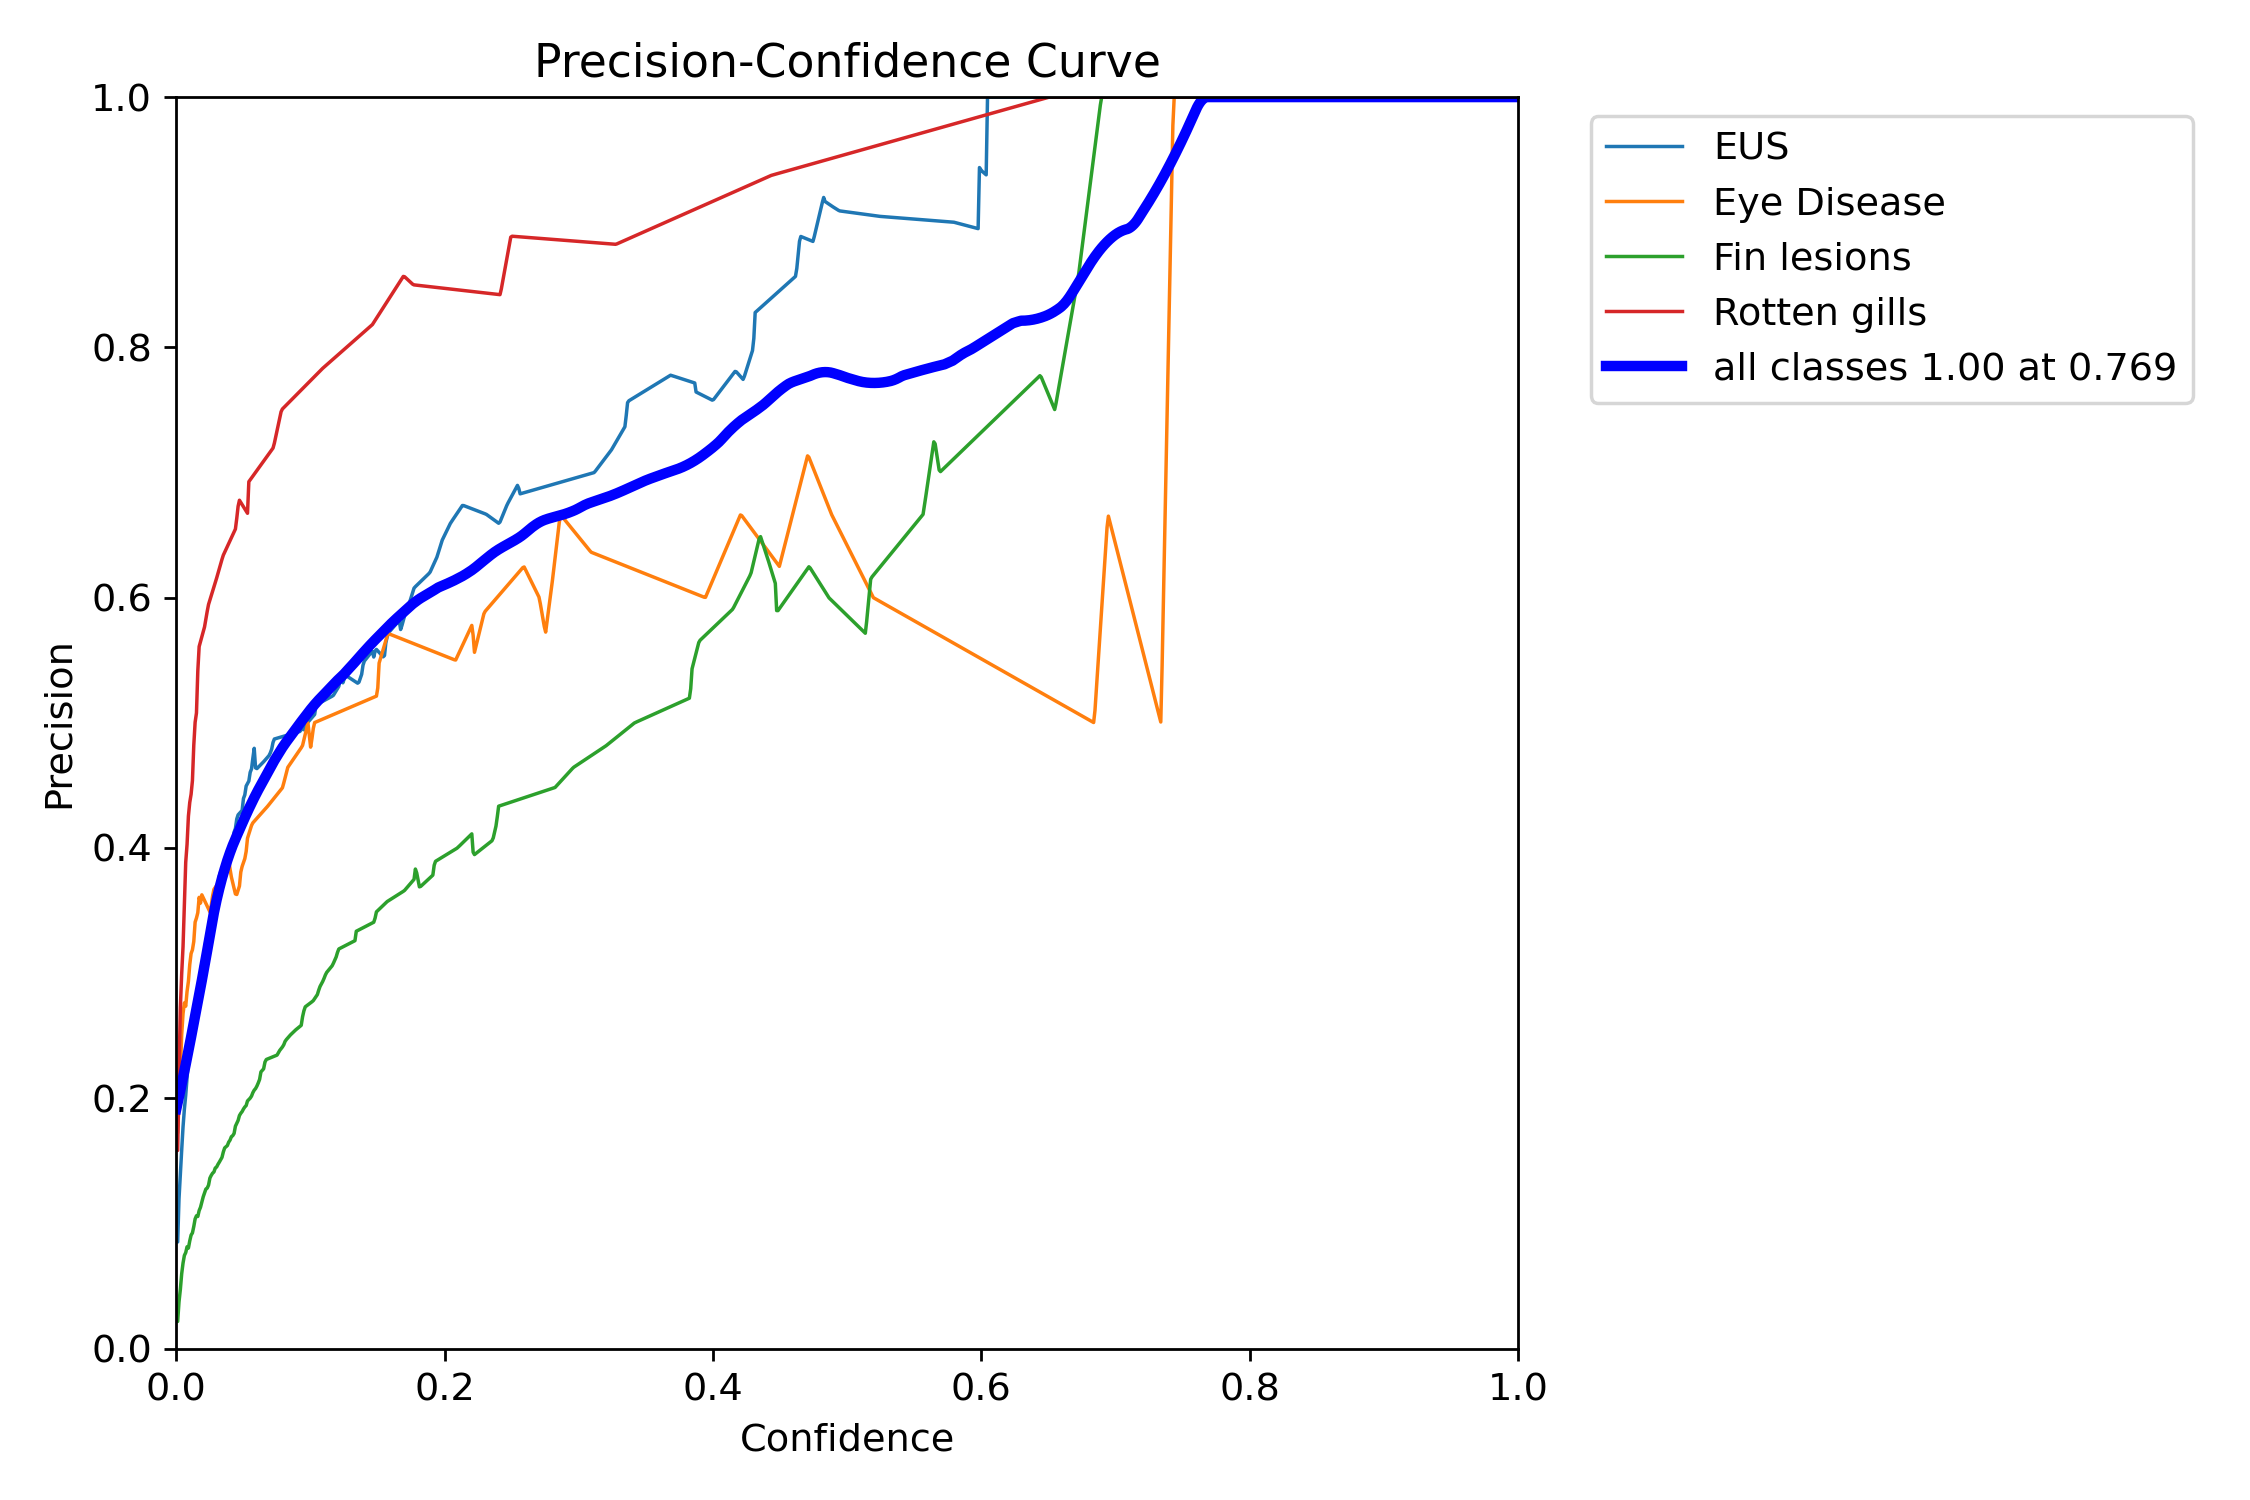 Precision-Confidence Curve
1.0
0.8
0.6
0.4
0.2
0.0
Precision
0.0 0.2 0.4 0.6 0.8 1.0
Confidence
EUS
Eye Disease
Fin lesions
Rotten gills
all classes 1.00 at 0.769